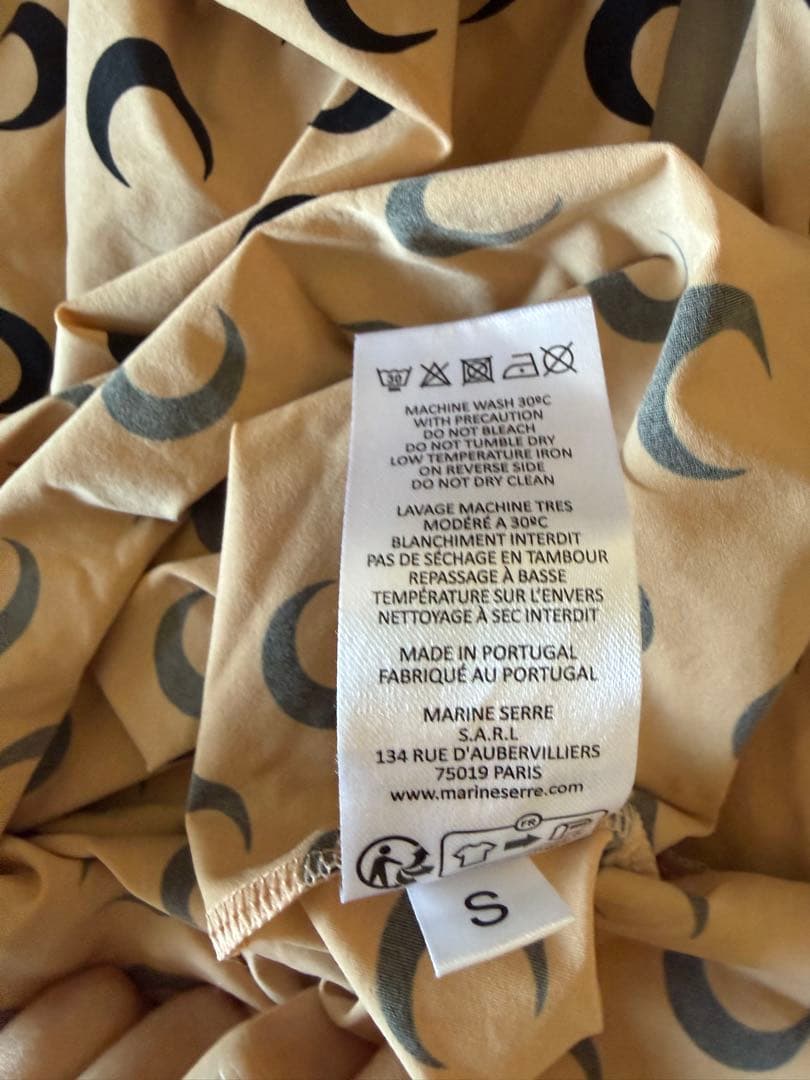 30
MACHINE WASH 30ºC
WITH PRECAUTION
DO NOT BLEACH
DO NOT TUMBLE DRY
LOW TEMPERATURE IRON
ON REVERSE SIDE
DO NOT DRY CLEAN
LAVAGE MACHINE TRES
MODÉRÉ A 30ºC
BLANCHIMENT INTERDIT
PAS DE SÉCHAGE EN TAMBOUR
REPASSAGE À BASSE
TEMPÉRATURE SUR L'ENVERS
NETTOYAGE À SEC INTERDIT
MADE IN PORTUGAL
FABRIQUÉ AU PORTUGAL
MARINE SERRE
S.A.R.L
134 RUE D'AUBERVILLIERS
75019 PARIS
www.marineserre.com
FR
S